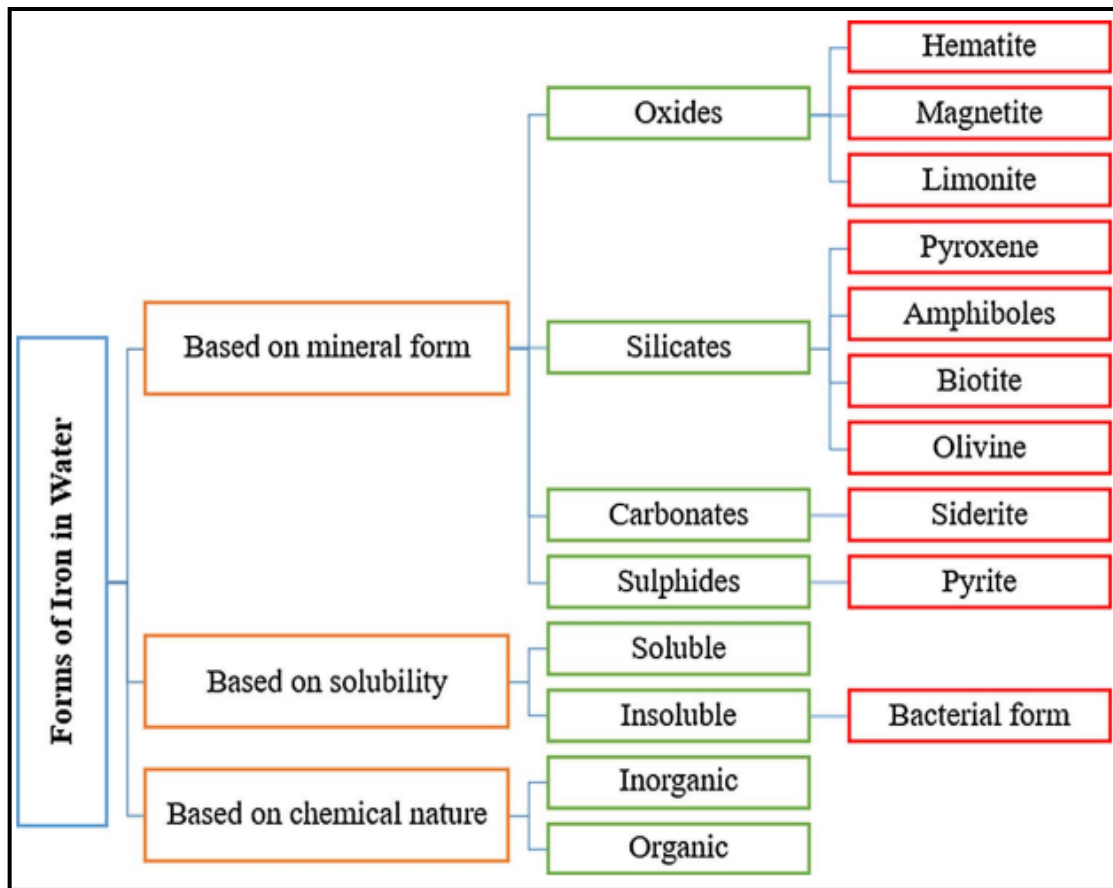 Forms of Iron in Water
Based on mineral form
Oxides
Hematite
Magnetite
Limonite
Silicates
Pyroxene
Amphiboles
Biotite
Olivine
Carbonates
Siderite
Sulphides
Pyrite
Based on solubility
Soluble
Insoluble
Bacterial form
Based on chemical nature
Inorganic
Organic